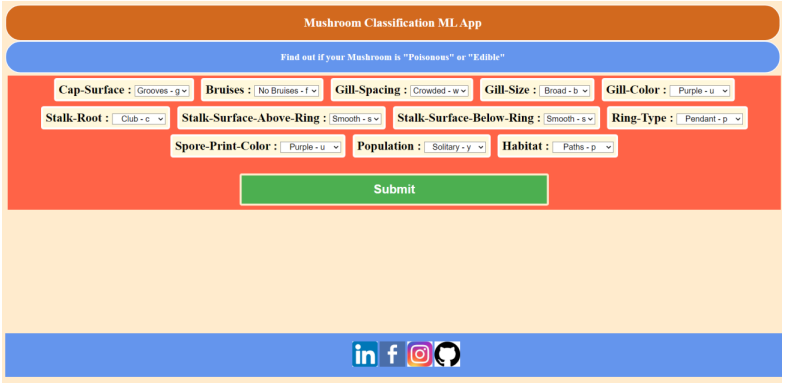 Mushroom Classification ML App
Find out if your Mushroom is "Poisonous" or "Edible"
Cap-Surface : Grooves - g Bruises : No Bruises - f Gill-Spacing : Crowded - w Gill-Size : Broad - b Gill-Color : Purple - u
Stalk-Root : Club - c Stalk-Surface-Above-Ring : Smooth - s Stalk-Surface-Below-Ring : Smooth - s Ring-Type : Pendant - p
Spore-Print-Color : Purple - u Population : Solitary - y Habitat : Paths - p
Submit
in f